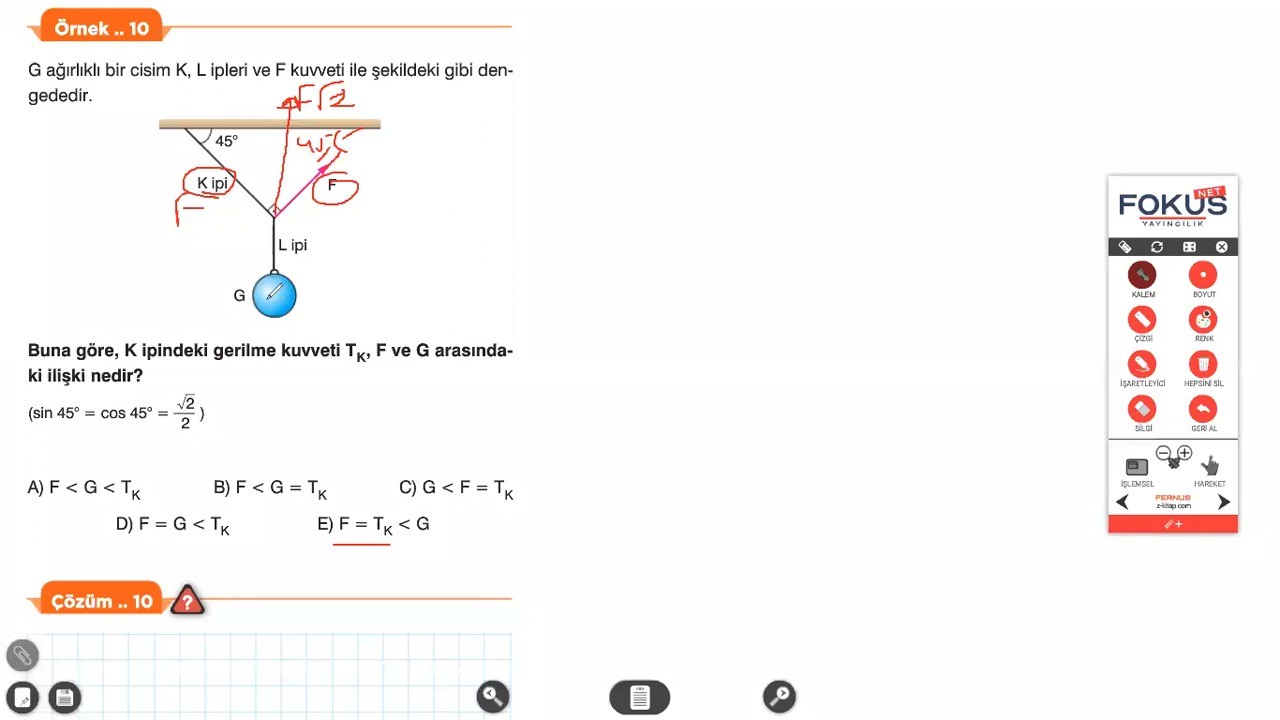 Örnek .. 10
G ağırlıklı bir cisim K, L ipleri ve F kuvveti ile şekildeki gibi den-
gededir.
F√2
45°
45°
K ipi
F
F
L ipi
G
Buna göre, K ipindeki gerilme kuvveti T_K, F ve G arasında-
ki ilişki nedir?
(sin 45° = cos 45° = √2/2)
A) F < G < T_K
B) F < G = T_K
C) G < F = T_K
D) F = G < T_K
E) F = T_K < G
Çözüm .. 10
?
FOKUS
NET
YAYINCILIK
KALEM
BOYUT
ÇİZGİ
RENK
İŞARETLEYİCİ
HEPSİNİ SİL
SİLGİ
GERİ AL
İŞLEMSEL
HAREKET
PERNUS
z-kitap.com